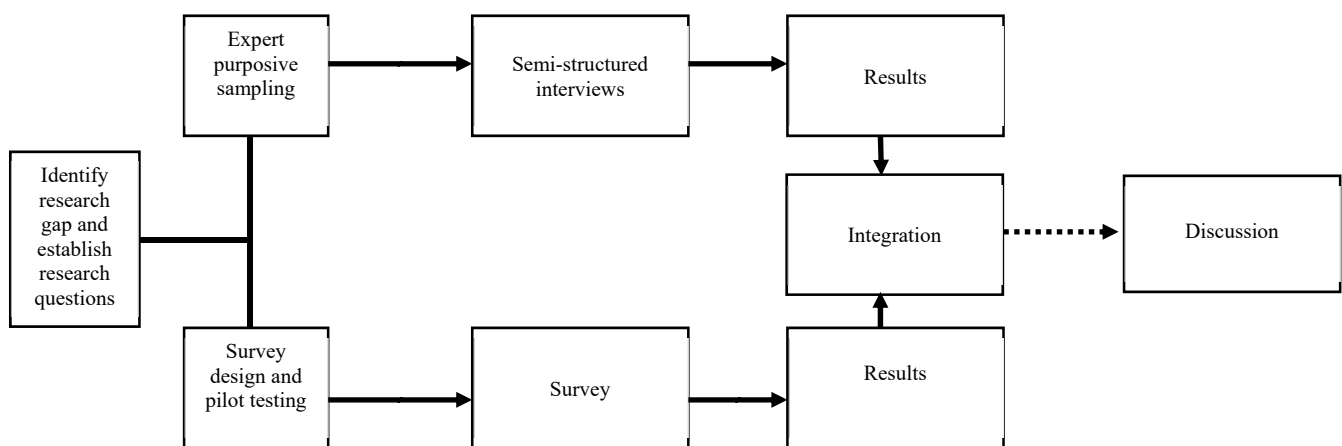 Identify
research
gap and
establish
research
questions
Expert
purposive
sampling
Semi-structured
interviews
Results
Survey
design and
pilot testing
Survey
Results
Integration
Discussion